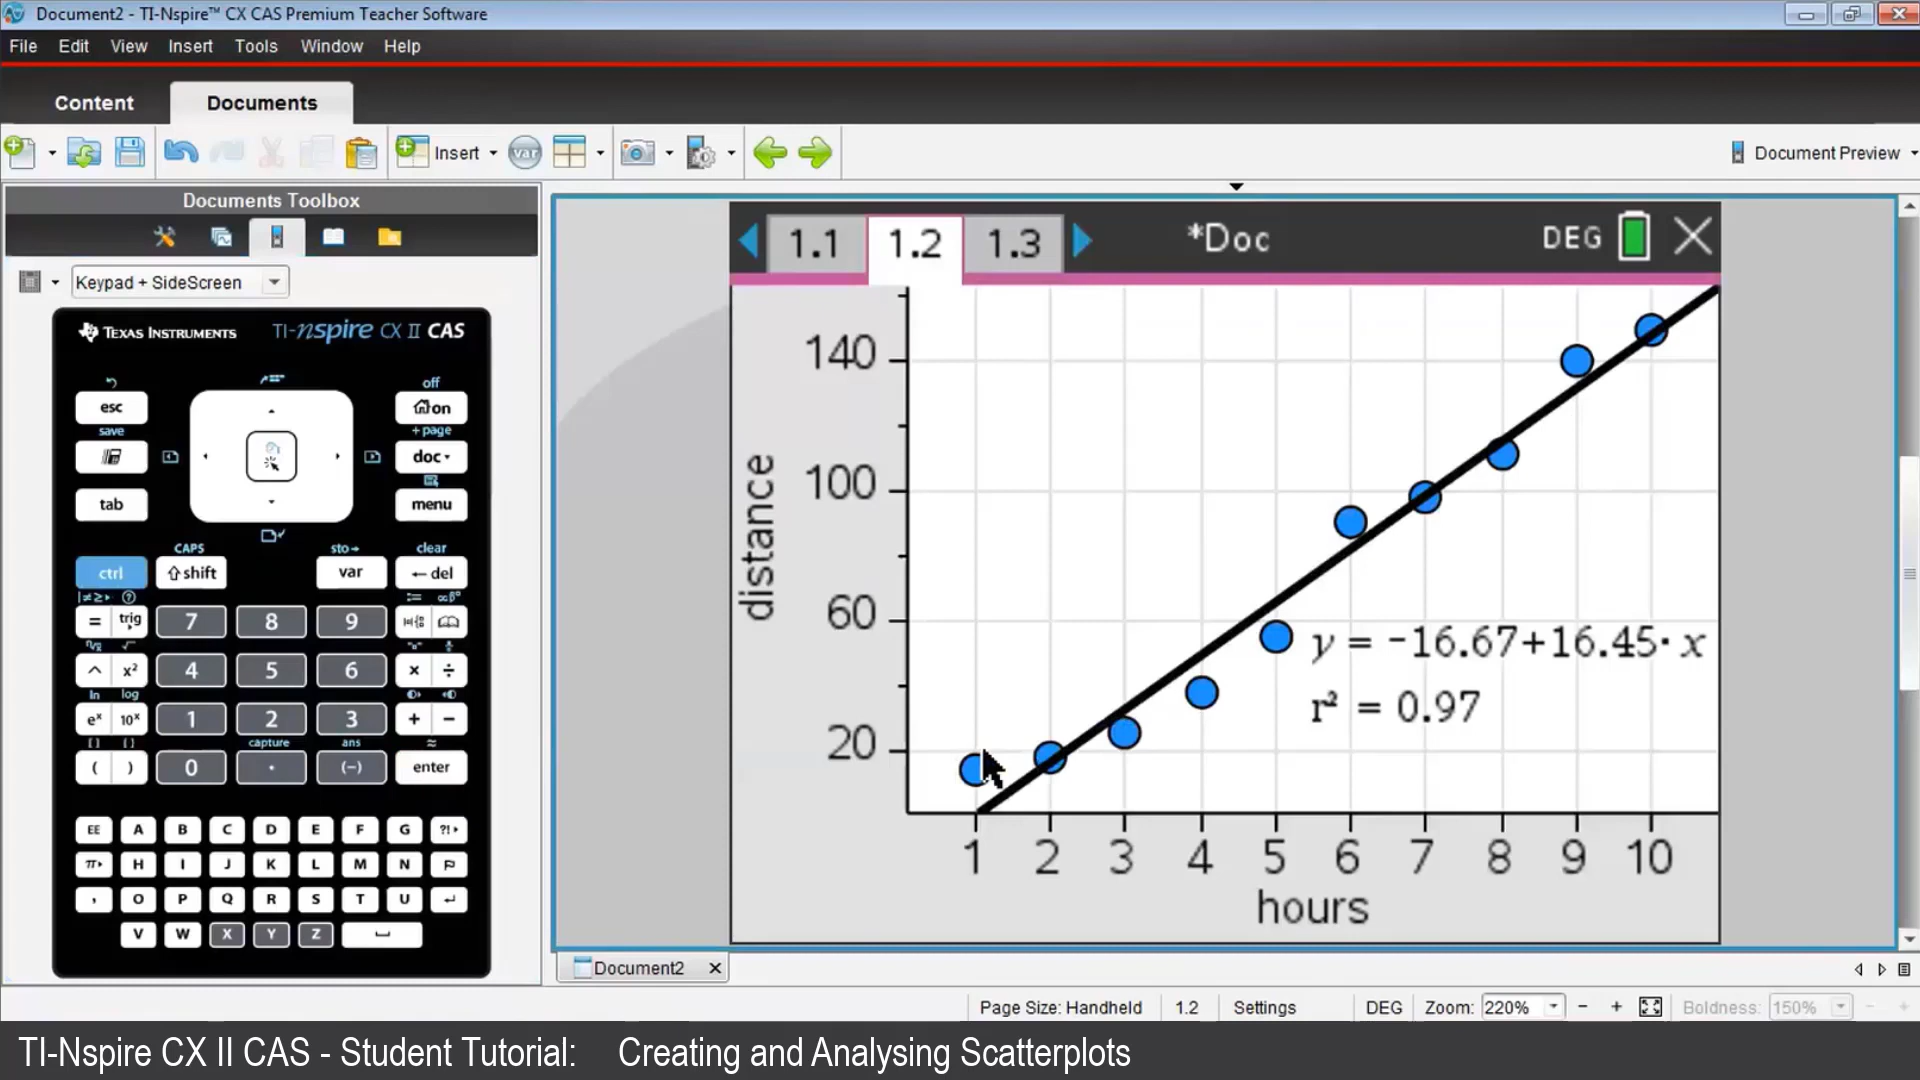 Document2 - TI-Nspire™ CX CAS Premium Teacher Software
File Edit View Insert Tools Window Help
Content Documents
Insert var Document Preview
Documents Toolbox
Keypad + SideScreen
TEXAS INSTRUMENTS TI-nspire CX II CAS
off
esc on
save + page
doc
tab menu
CAPS sto→ clear
ctrl ⇧shift var ←del
= trig 7 8 9
^ x² 4 5 6 × ÷
ln log
eˣ 10ˣ 1 2 3 + −
[ ] { } capture ans ≈
( ) 0 . (−) enter
EE A B C D E F G ?!▸
π▸ H I J K L M N
, O P Q R S T U ↵
V W X Y Z
1.1 1.2 1.3 *Doc DEG
distance
140
100
60
20
y = -16.67+16.45· x
r² = 0.97
1 2 3 4 5 6 7 8 9 10
hours
Document2
Page Size: Handheld 1.2 Settings DEG Zoom: 220% − + Boldness: 150% − +
TI-Nspire CX II CAS - Student Tutorial: Creating and Analysing Scatterplots